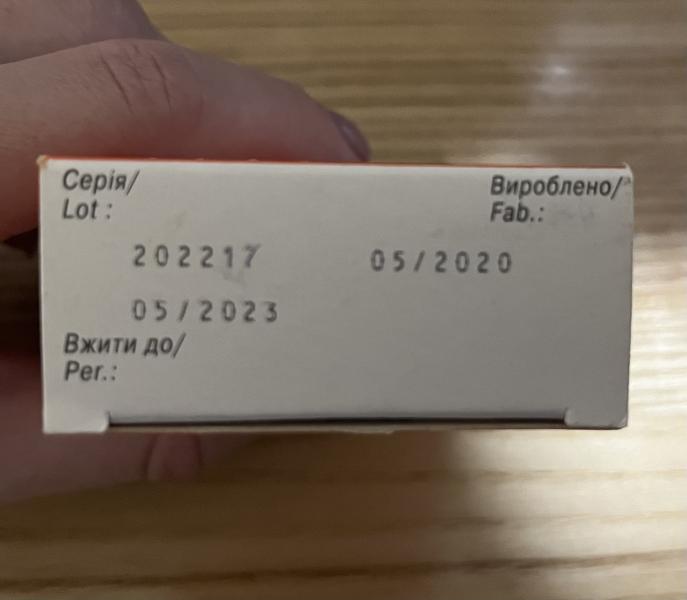 Серія/
Lot :
Вироблено/
Fab.:
202217
05/2020
05/2023
Вжити до/
Per.: